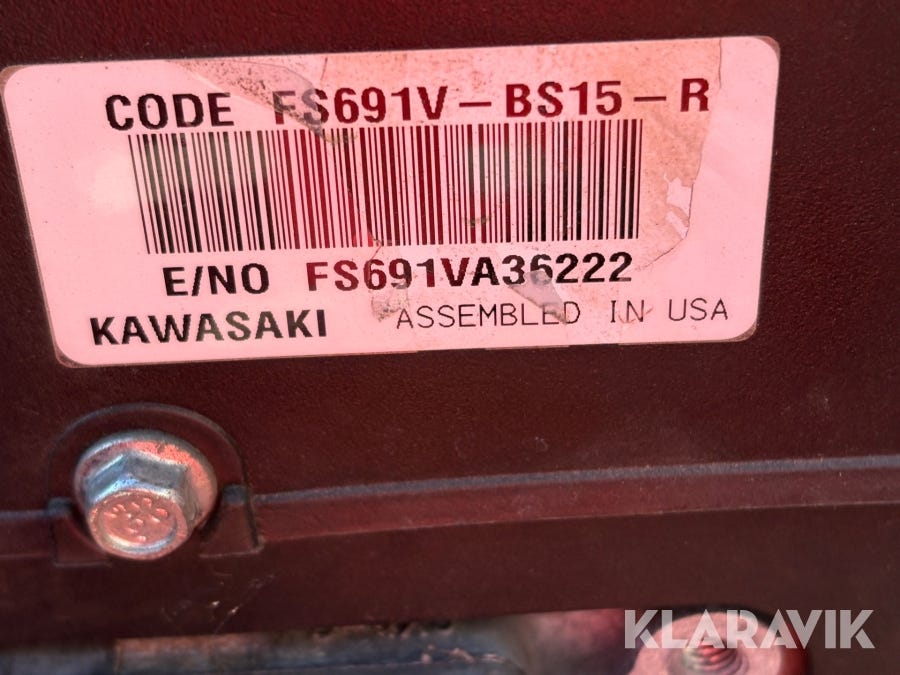 CODE FS691V-BS15-R
E/NO FS691VA36222
KAWASAKI ASSEMBLED IN USA
KLARAVIK